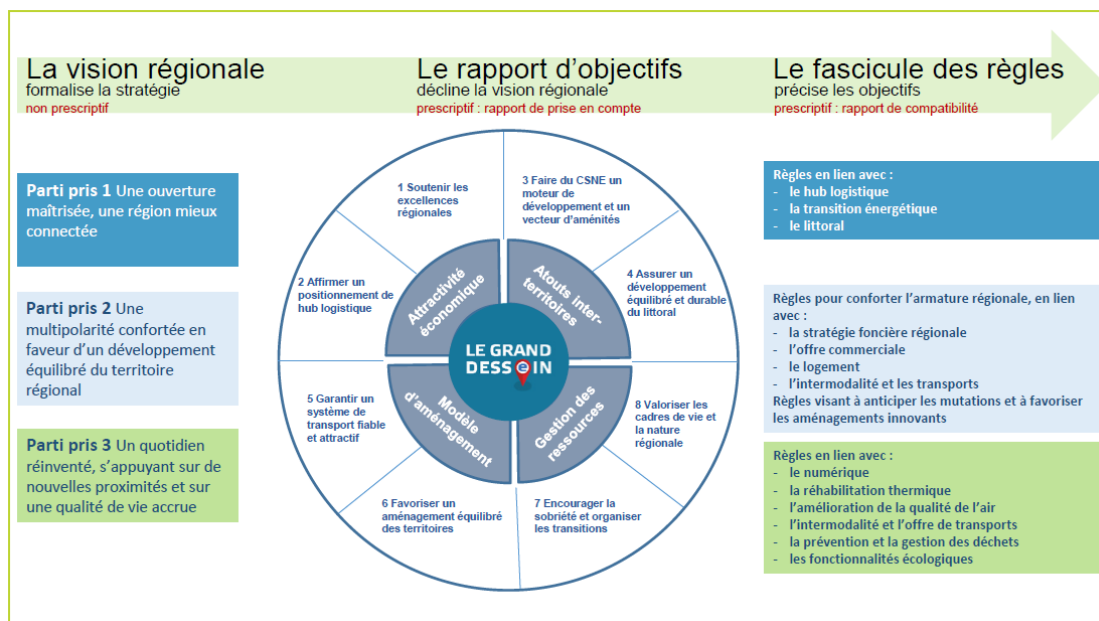 La vision régionale
formalise la stratégie
non prescriptif
Le rapport d'objectifs
décline la vision régionale
prescriptif : rapport de prise en compte
Le fascicule des règles
précise les objectifs
prescriptif : rapport de compatibilité
Parti pris 1 Une ouverture
maîtrisée, une région mieux
connectée
Parti pris 2 Une
multipolarité confortée en
faveur d'un développement
équilibré du territoire
régional
Parti pris 3 Un quotidien
réinventé, s'appuyant sur de
nouvelles proximités et sur
une qualité de vie accrue
1 Soutenir les
excellences
régionales
3 Faire du CSNE un
moteur de
développement et un
vecteur d'aménités
2 Affirmer un
positionnement de
hub logistique
4 Assurer un
développement
équilibré et durable
du littoral
Attractivité
économique
Atouts inter-
territoires
LE GRAND
DESSEIN
Modèle
d'aménagement
Gestion des
ressources
5 Garantir un
système de
transport fiable
et attractif
8 Valoriser les
cadres de vie et
la nature
régionale
6 Favoriser un
aménagement équilibré
des territoires
7 Encourager la
sobriété et organiser
les transitions
Règles en lien avec :
- le hub logistique
- la transition énergétique
- le littoral
Règles pour conforter l'armature régionale, en lien
avec :
- la stratégie foncière régionale
- l'offre commerciale
- le logement
- l'intermodalité et les transports
Règles visant à anticiper les mutations et à favoriser
les aménagements innovants
Règles en lien avec :
- le numérique
- la réhabilitation thermique
- l'amélioration de la qualité de l'air
- l'intermodalité et l'offre de transports
- la prévention et la gestion des déchets
- les fonctionnalités écologiques